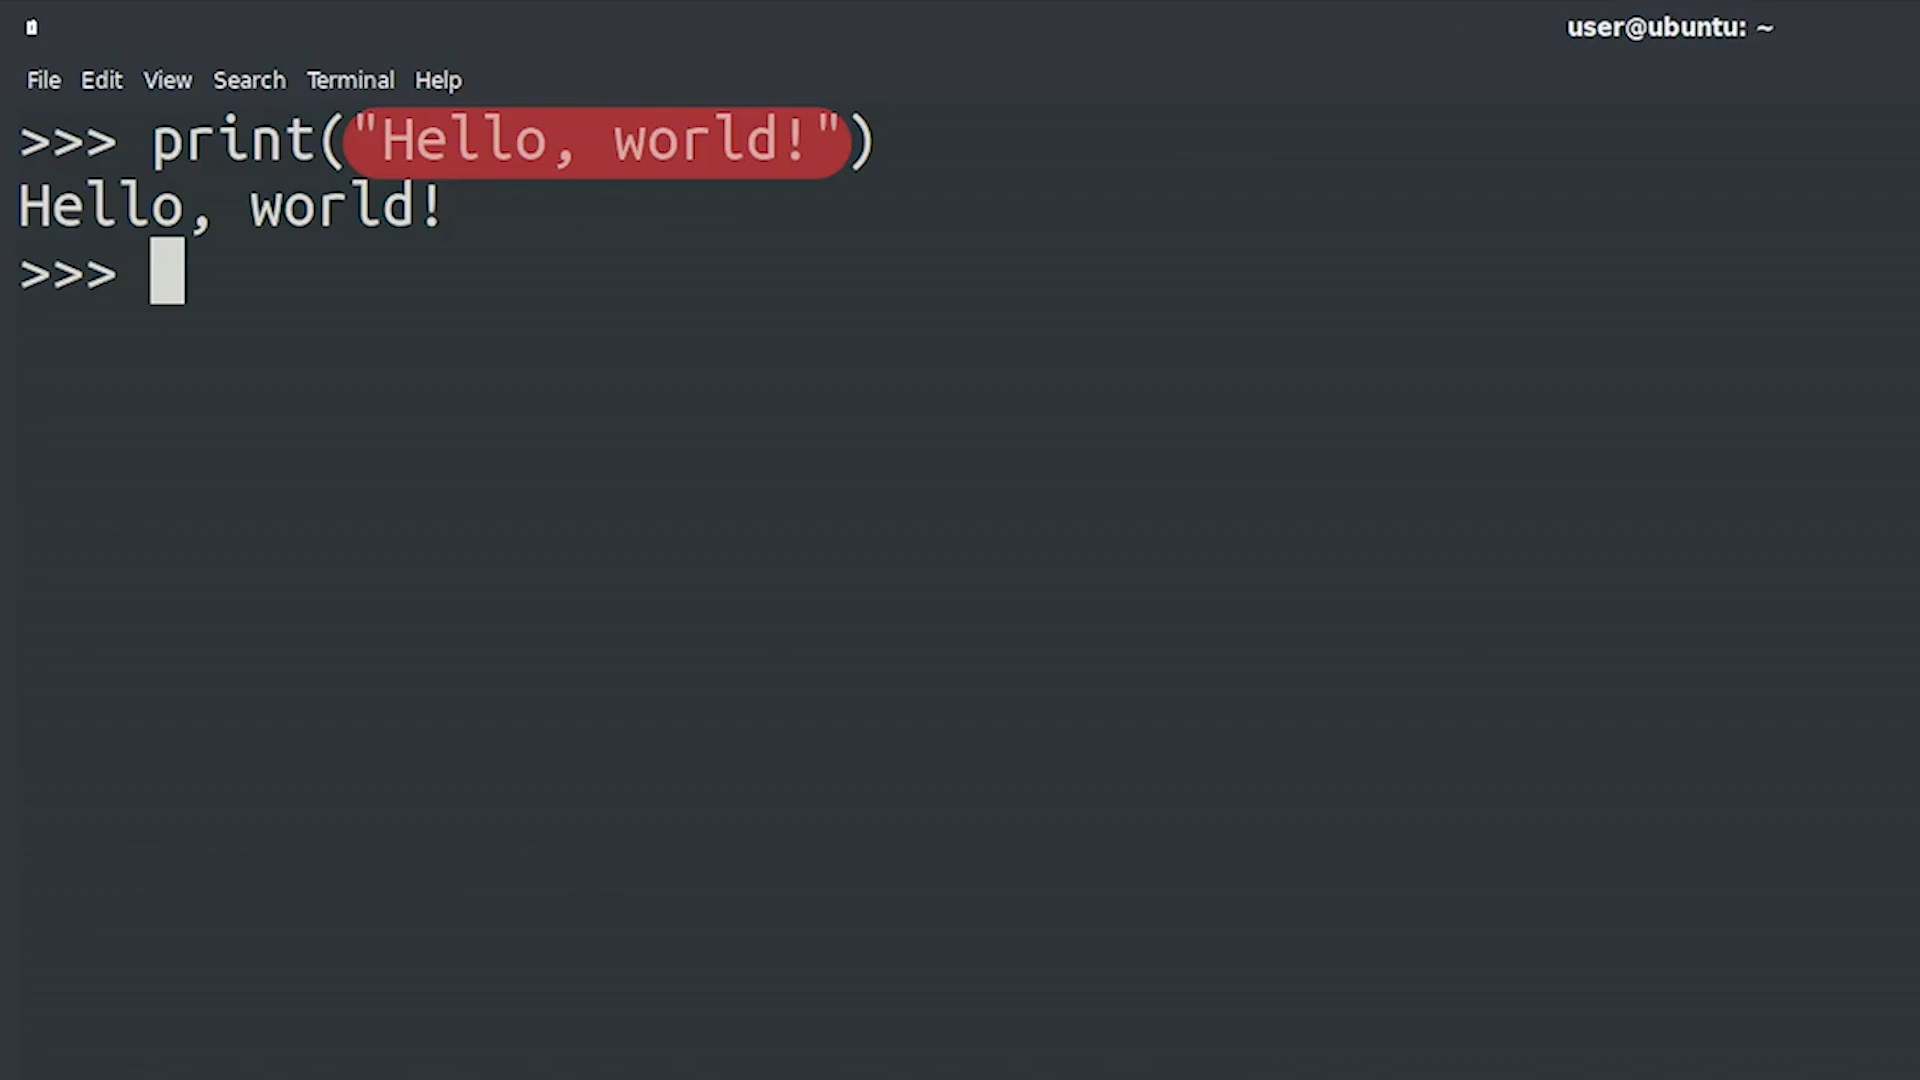 user@ubuntu: ~
File Edit View Search Terminal Help
>>> print("Hello, world!")
Hello, world!
>>>